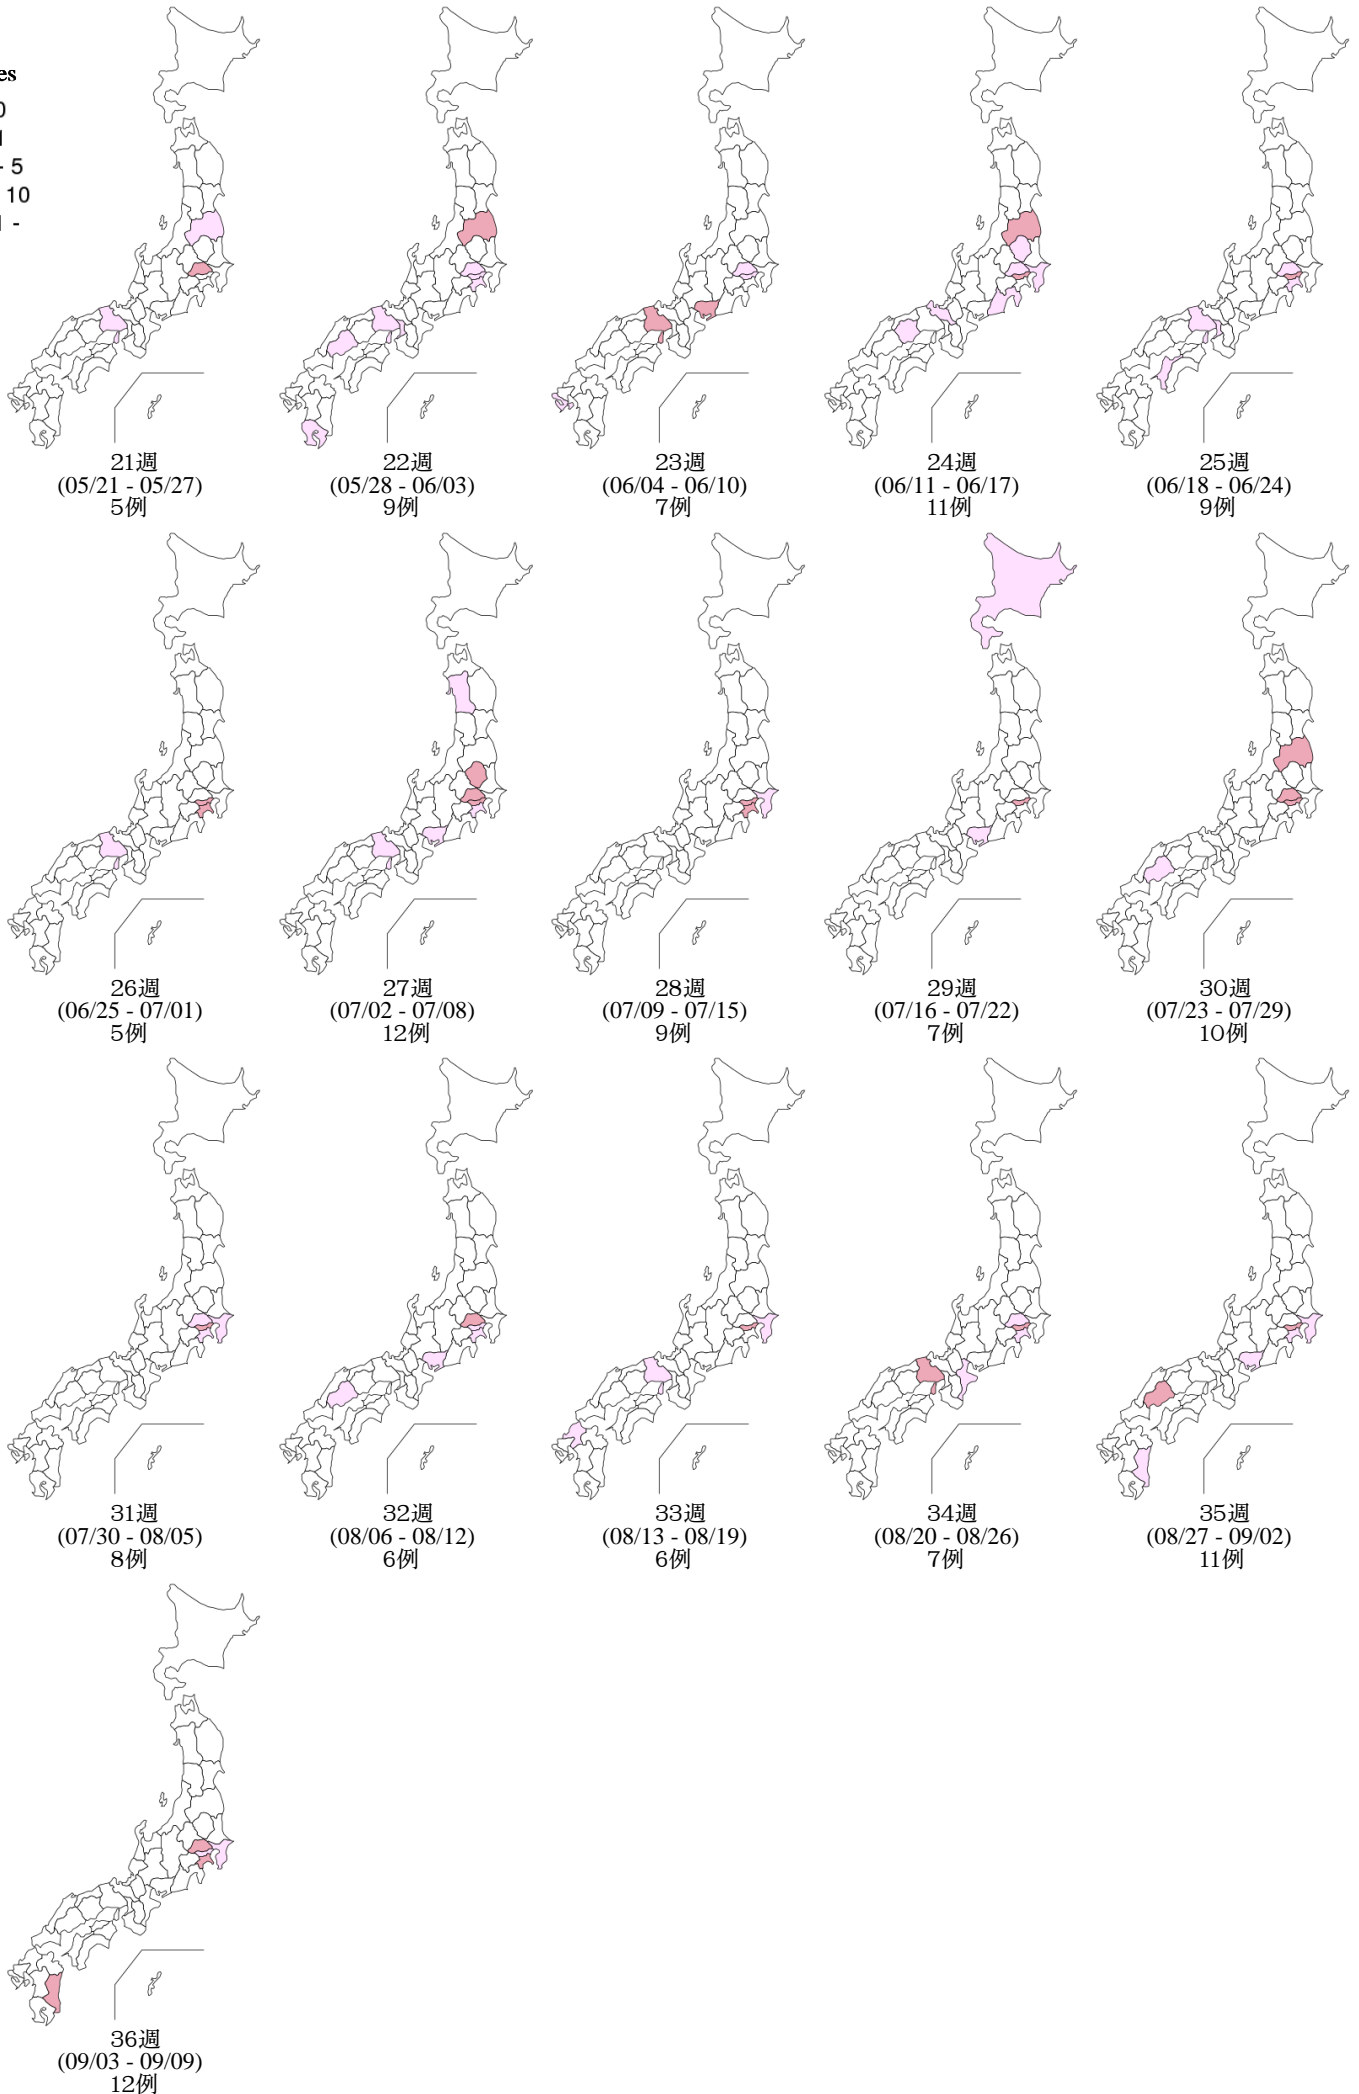 es
0
1
- 5
10
1 -
21週
(05/21 - 05/27)
5例
22週
(05/28 - 06/03)
9例
23週
(06/04 - 06/10)
7例
24週
(06/11 - 06/17)
11例
25週
(06/18 - 06/24)
9例
26週
(06/25 - 07/01)
5例
27週
(07/02 - 07/08)
12例
28週
(07/09 - 07/15)
9例
29週
(07/16 - 07/22)
7例
30週
(07/23 - 07/29)
10例
31週
(07/30 - 08/05)
8例
32週
(08/06 - 08/12)
6例
33週
(08/13 - 08/19)
6例
34週
(08/20 - 08/26)
7例
35週
(08/27 - 09/02)
11例
36週
(09/03 - 09/09)
12例